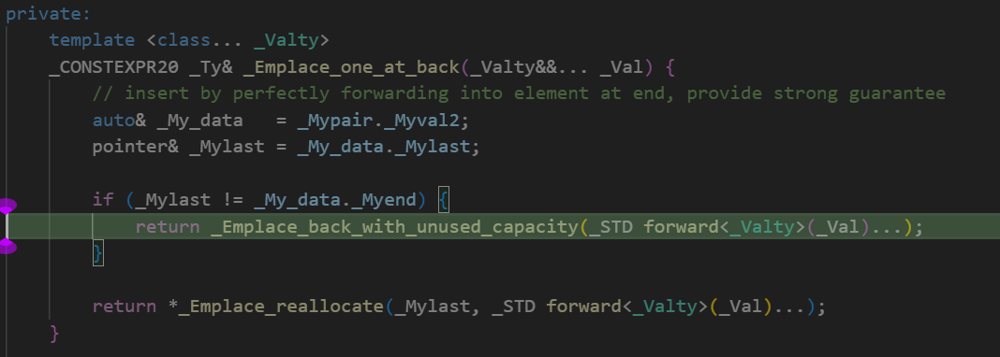 private:
template <class... _Valty>
_CONSTEXPR20 _Ty& _Emplace_one_at_back(_Valty&&... _Val) {
// insert by perfectly forwarding into element at end, provide strong guarantee
auto& _My_data   = _Mypair._Myval2;
pointer& _Mylast = _My_data._Mylast;
if (_Mylast != _My_data._Myend) {
return _Emplace_back_with_unused_capacity(_STD forward<_Valty>(_Val)...);
}
return *_Emplace_reallocate(_Mylast, _STD forward<_Valty>(_Val)...);
}